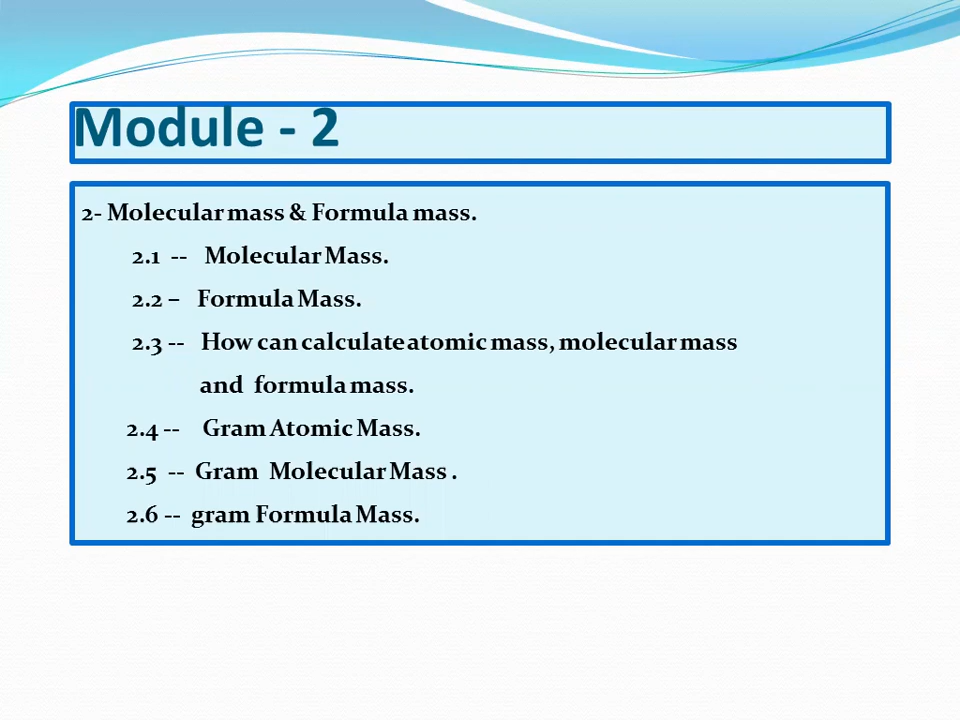 Module - 2
2- Molecular mass & Formula mass.
2.1 -- Molecular Mass.
2.2 – Formula Mass.
2.3 -- How can calculate atomic mass, molecular mass
and formula mass.
2.4 -- Gram Atomic Mass.
2.5 -- Gram Molecular Mass .
2.6 -- gram Formula Mass.